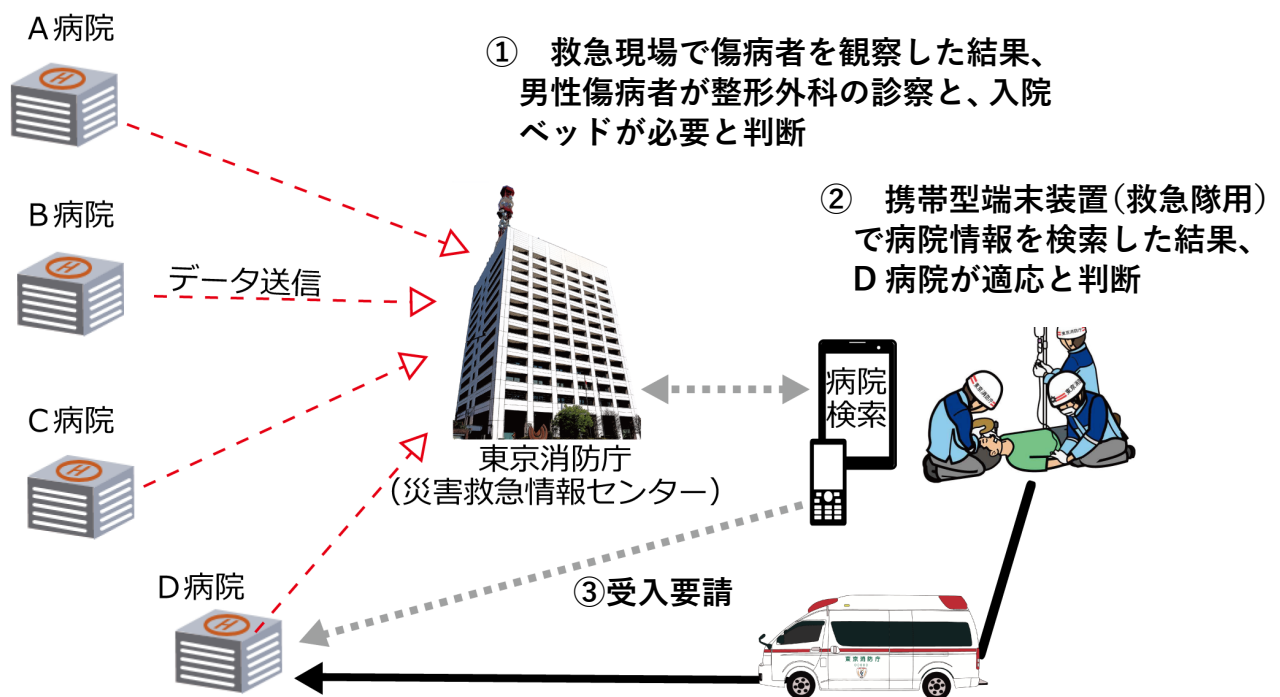 A病院
①　救急現場で傷病者を観察した結果、
男性傷病者が整形外科の診察と、入院
ベッドが必要と判断
B病院
②　携帯型端末装置（救急隊用）
で病院情報を検索した結果、
D病院が適応と判断
データ送信
病院
検索
C病院
東京消防庁
（災害救急情報センター）
D病院
③受入要請
東京消防庁